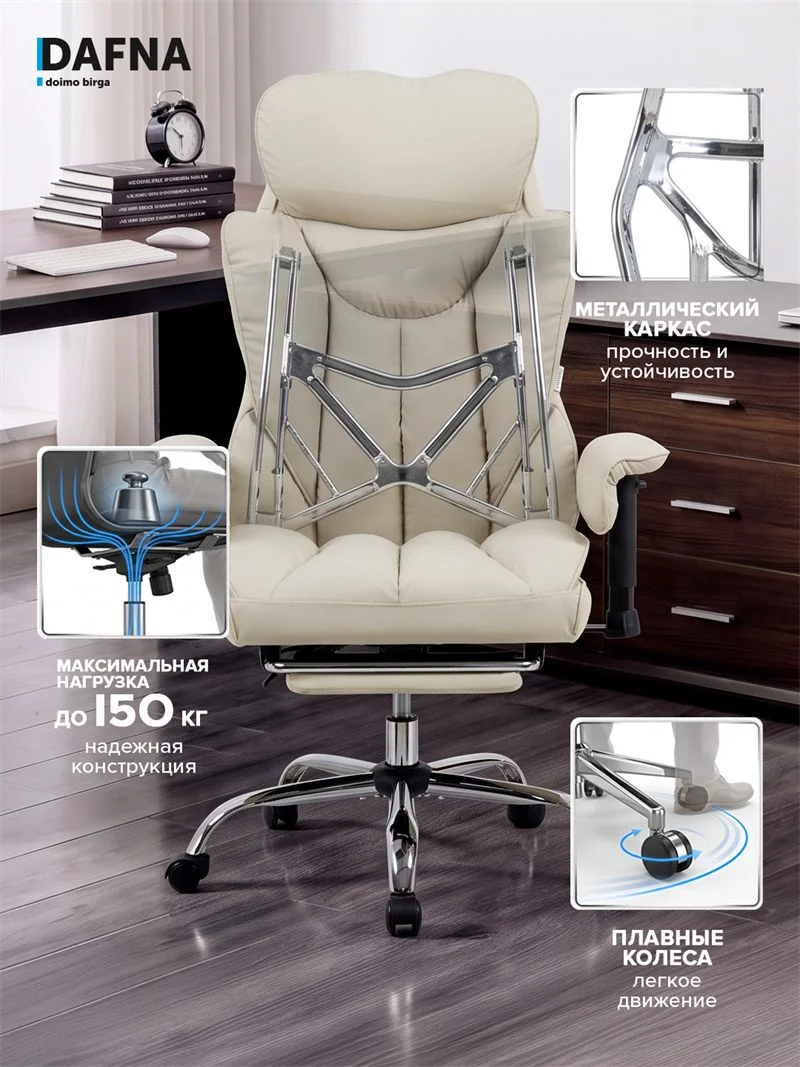 DAFNA
doimo birga
МЕТАЛЛИЧЕСКИЙ
КАРКАС
прочность и
устойчивость
МАКСИМАЛЬНАЯ
НАГРУЗКА
ДО 150 КГ
надежная
конструкция
ПЛАВНЫЕ
КОЛЕСА
легкое
движение